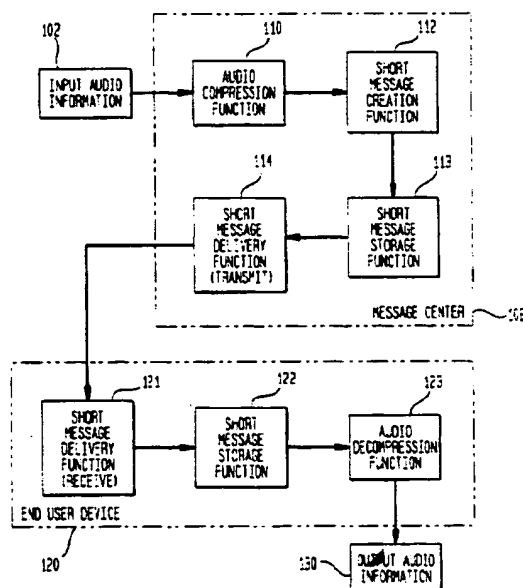 102
110
112
INPUT AUDIO
INFORMATION
AUDIO
COMPRESSION
FUNCTION
SHORT
MESSAGE
CREATION
FUNCTION
114
113
SHORT
MESSAGE
DELIVERY
FUNCTION
(TRANSMIT)
SHORT
MESSAGE
STORAGE
FUNCTION
MESSAGE CENTER
121
122
123
SHORT
MESSAGE
DELIVERY
FUNCTION
(RECEIVE)
SHORT
MESSAGE
STORAGE
FUNCTION
AUDIO
DECOMPRESSION
FUNCTION
END USER DEVICE
120
130
OUTPUT AUDIO
INFORMATION